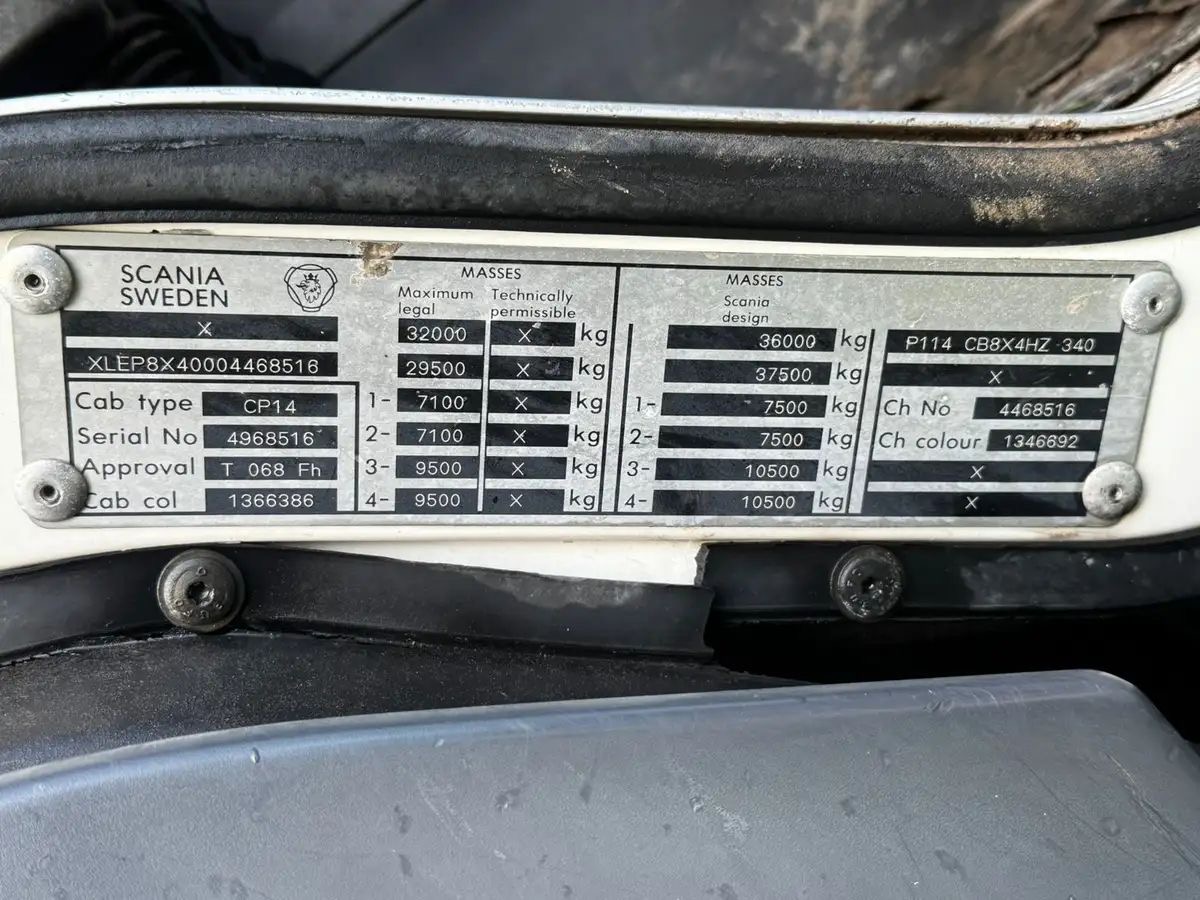 SCANIA
SWEDEN
X
XLEP8X40004468516
Cab type CP14
Serial No 4968516
Approval T 068 Fh
Cab col 1366386
MASSES
Maximum legal Technically permissible
32000 X kg
29500 X kg
1- 7100 X kg
2- 7100 X kg
3- 9500 X kg
4- 9500 X kg
MASSES
Scania
design
36000 kg
37500 kg
1- 7500 kg
2- 7500 kg
3- 10500 kg
4- 10500 kg
P114 CB8X4HZ 340
X
Ch No 4468516
Ch colour 1346692
X
X